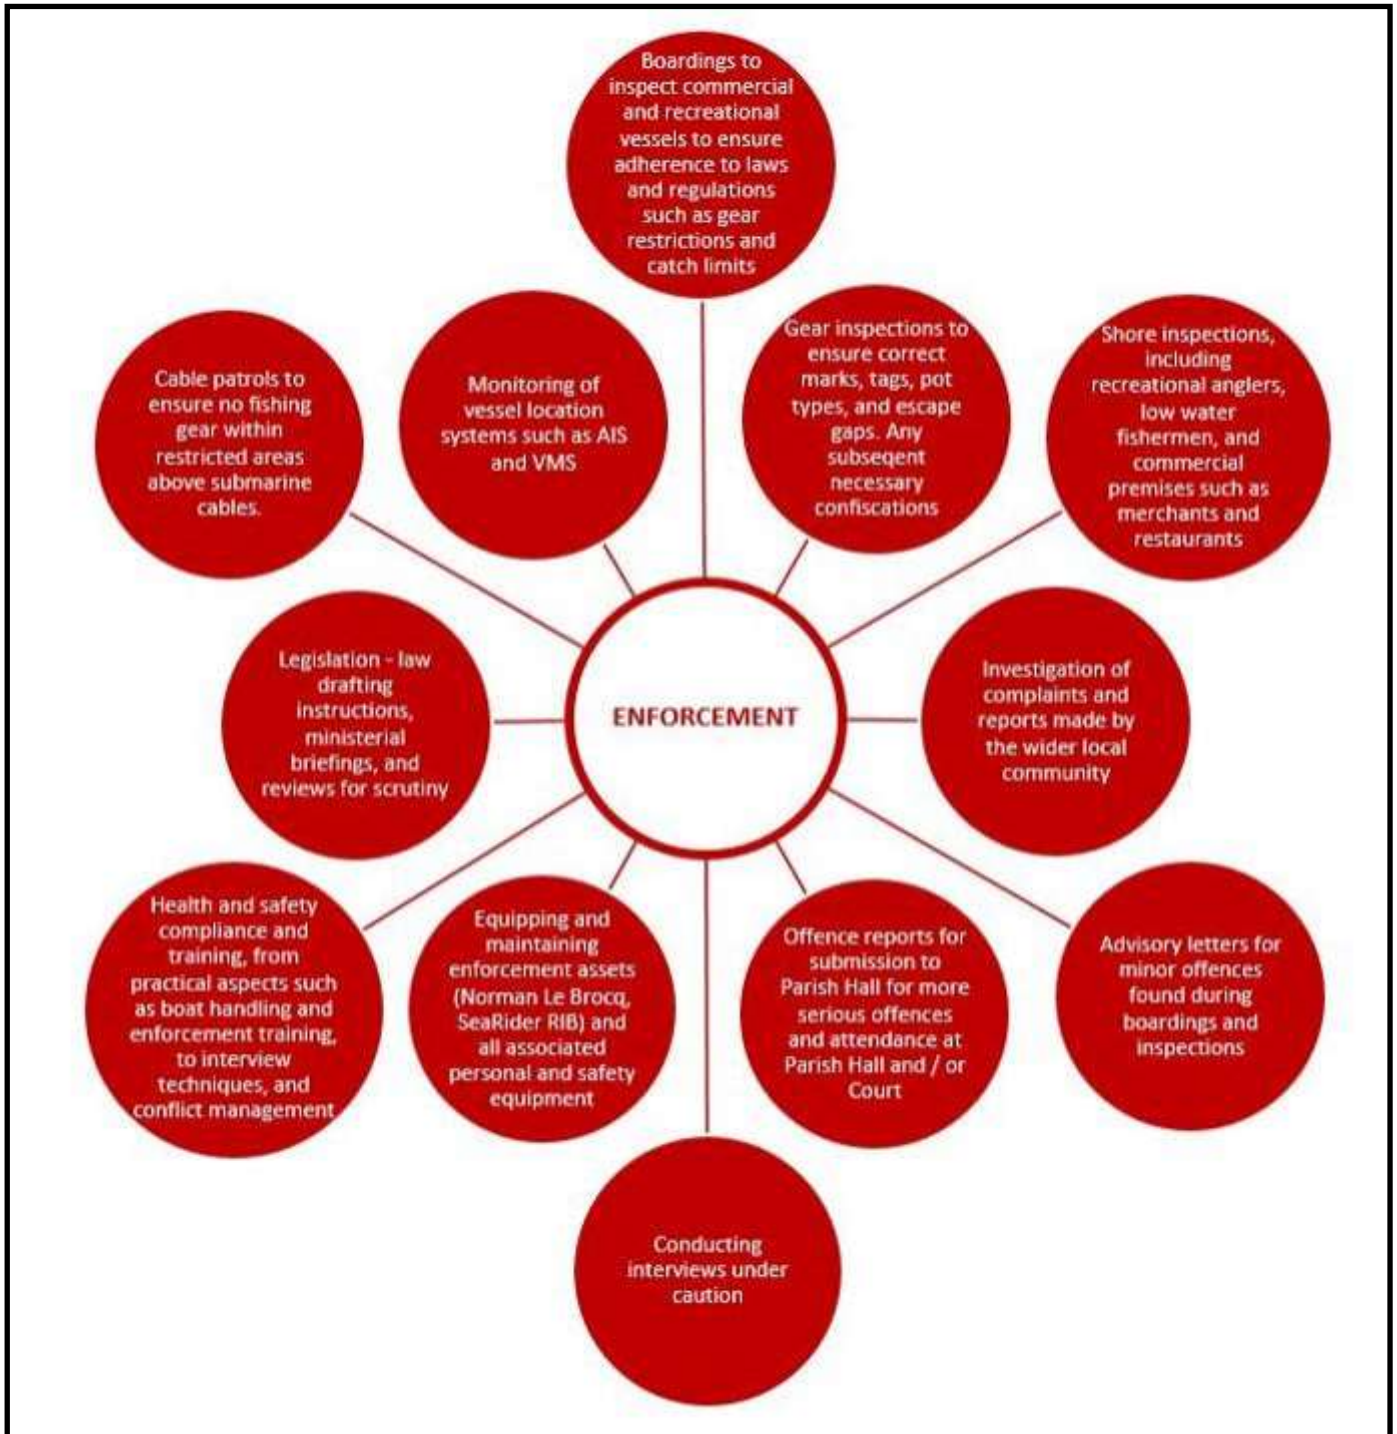 Boardings to
inspect commercial
and recreational
vessels to ensure
adherence to laws
and regulations
such as gear
restrictions and
catch limits
Cable patrols to
ensure no fishing
gear within
restricted areas
above submarine
cables.
Monitoring of
vessel location
systems such as AIS
and VMS
Gear inspections to
ensure correct
marks, tags, pot
types, and escape
gaps. Any
subseqent
necessary
confiscations
Shore inspections,
including
recreational anglers,
low water
fishermen, and
commercial
premises such as
merchants and
restaurants
Legislation - law
drafting
instructions,
ministerial
briefings, and
reviews for scrutiny
ENFORCEMENT
Investigation of
complaints and
reports made by
the wider local
community
Health and safety
compliance and
training, from
practical aspects such
as boat handling and
enforcement training,
to interview
techniques, and
conflict management
Equipping and
maintaining
enforcement assets
(Norman Le Brocq,
SeaRider RIB) and
all associated
personal and safety
equipment
Offence reports for
submission to
Parish Hall for more
serious offences
and attendance at
Parish Hall and / or
Court
Advisory letters for
minor offences
found during
boardings and
inspections
Conducting
interviews under
caution